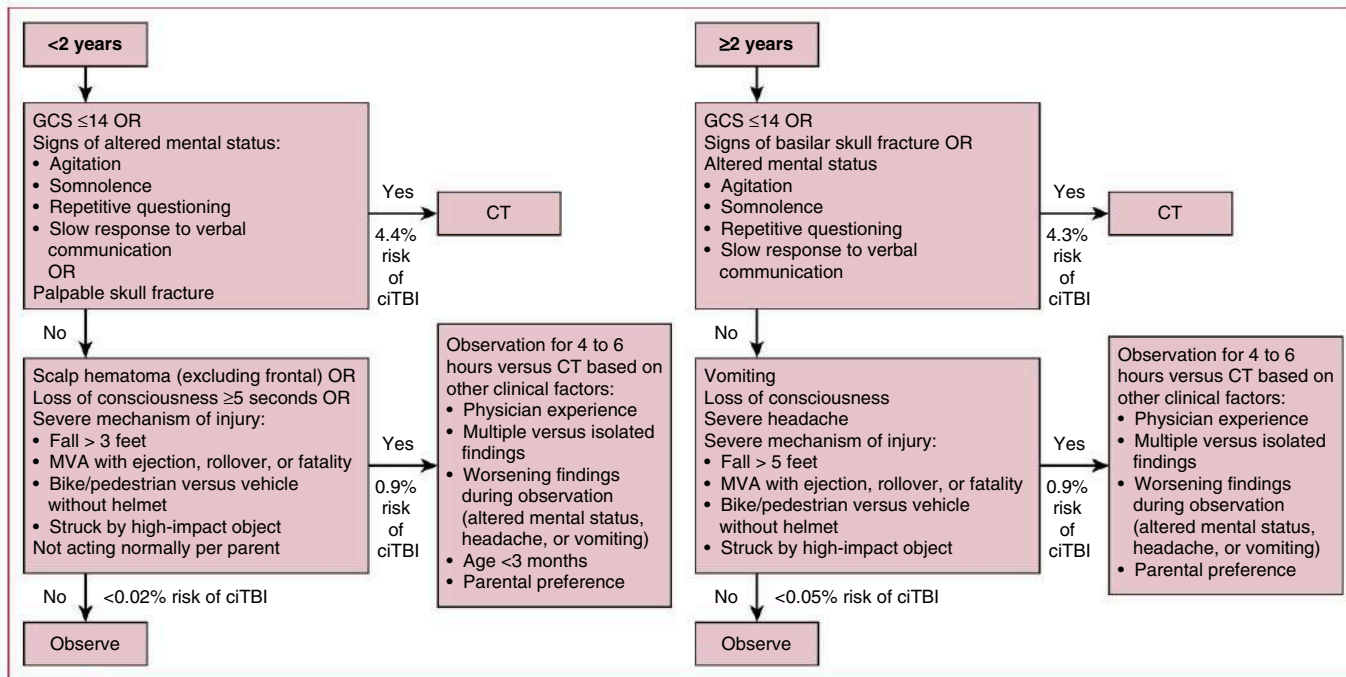 <2 years
GCS ≤14 OR
Signs of altered mental status:
• Agitation
• Somnolence
• Repetitive questioning
• Slow response to verbal
communication
OR
Palpable skull fracture
Yes
4.4%
risk
of
ciTBI
CT
No
Scalp hematoma (excluding frontal) OR
Loss of consciousness ≥5 seconds OR
Severe mechanism of injury:
• Fall > 3 feet
• MVA with ejection, rollover, or fatality
• Bike/pedestrian versus vehicle
without helmet
• Struck by high-impact object
Not acting normally per parent
Yes
0.9%
risk
of
ciTBI
Observation for 4 to 6
hours versus CT based on
other clinical factors:
• Physician experience
• Multiple versus isolated
findings
• Worsening findings
during observation
(altered mental status,
headache, or vomiting)
• Age <3 months
• Parental preference
No
<0.02% risk of ciTBI
Observe
≥2 years
GCS ≤14 OR
Signs of basilar skull fracture OR
Altered mental status
• Agitation
• Somnolence
• Repetitive questioning
• Slow response to verbal
communication
Yes
4.3%
risk
of
ciTBI
CT
No
Vomiting
Loss of consciousness
Severe headache
Severe mechanism of injury:
• Fall > 5 feet
• MVA with ejection, rollover, or fatality
• Bike/pedestrian versus vehicle
without helmet
• Struck by high-impact object
Yes
0.9%
risk
of
ciTBI
Observation for 4 to 6
hours versus CT based on
other clinical factors:
• Physician experience
• Multiple versus isolated
findings
• Worsening findings
during observation
(altered mental status,
headache, or vomiting)
• Parental preference
No
<0.05% risk of ciTBI
Observe